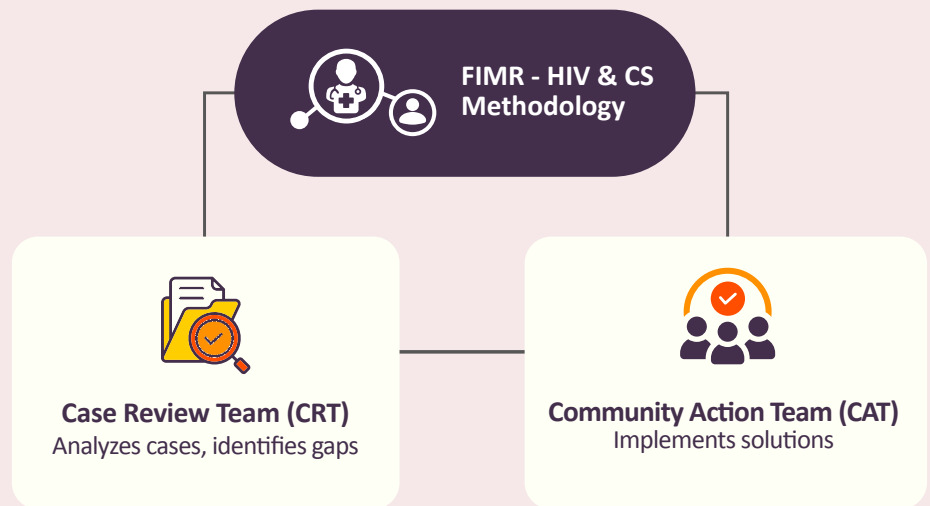 FIMR - HIV & CS
Methodology
Case Review Team (CRT)
Analyzes cases, identifies gaps
Community Action Team (CAT)
Implements solutions